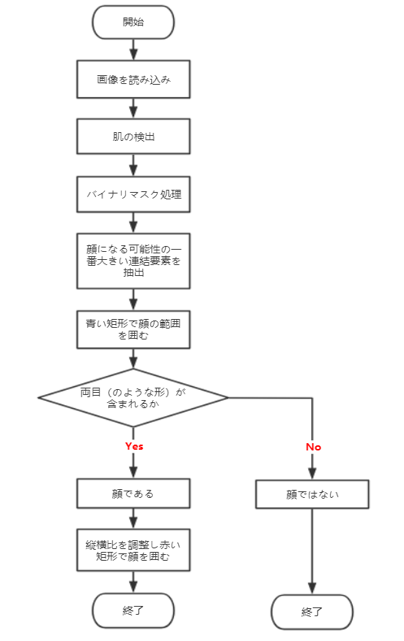 開始
画像を読み込み
肌の検出
バイナリマスク処理
顔になる可能性の一
番大きい連結要素を
抽出
青い矩形で顔の範囲
を囲む
両目（のような形）が
含まれるか
Yes
No
顔である
顔ではない
縦横比を調整し赤い
矩形で顔を囲む
終了
終了